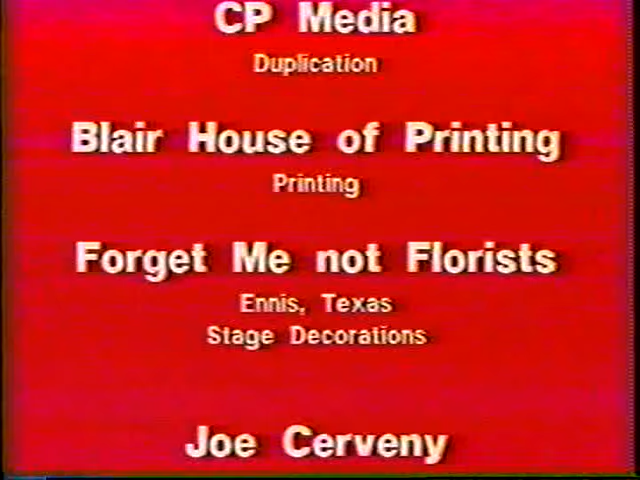 CP Media
Duplication
Blair House of Printing
Printing
Forget Me not Florists
Ennis, Texas
Stage Decorations
Joe Cerveny